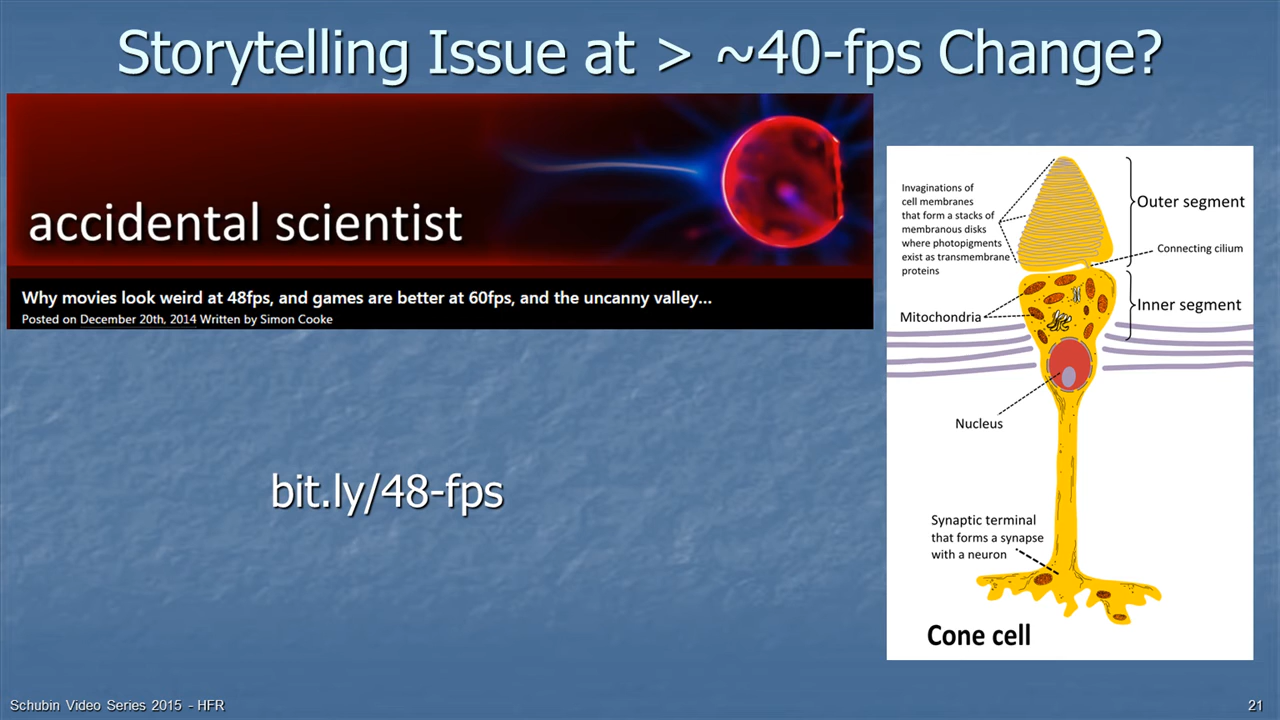 Storytelling Issue at > ~40-fps Change?
accidental scientist
Why movies look weird at 48fps, and games are better at 60fps, and the uncanny valley...
Posted on December 20th, 2014 Written by Simon Cooke
bit.ly/48-fps
Invaginations of
cell membranes
that form a stacks of
membranous disks
where photopigments
exist as transmembrane
proteins
Outer segment
Connecting cilium
Inner segment
Mitochondria
Nucleus
Synaptic terminal
that forms a synapse
with a neuron
Cone cell
Schubin Video Series 2015 - HFR
21